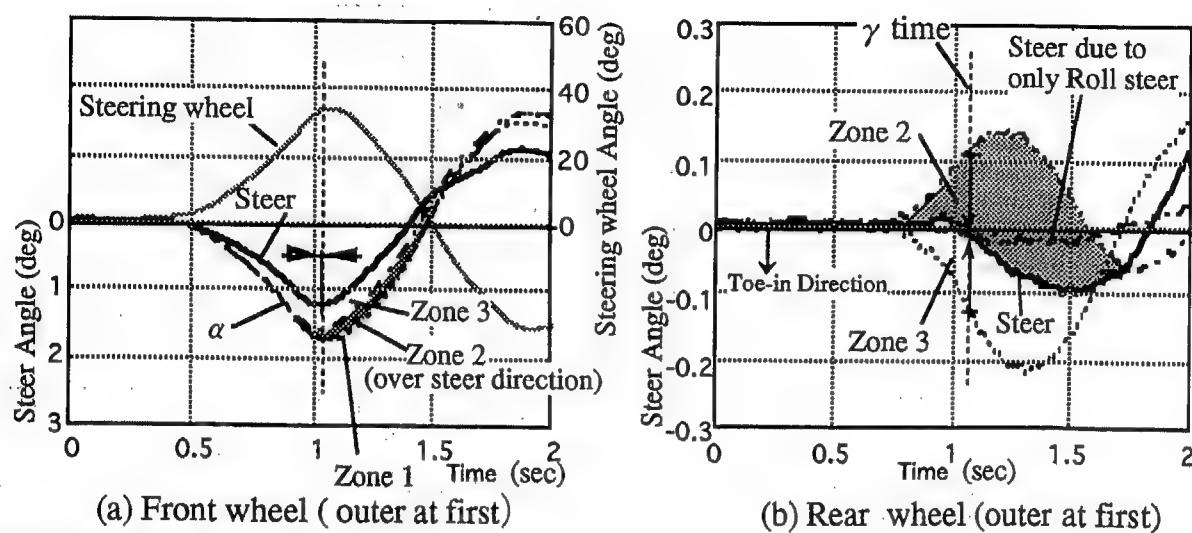 60
40
20
0
Steering wheel Angle (deg)
Steering wheel
Steer
0
1
2
3
Steer Angle (deg)
α
Zone 3
Zone 2
(over steer direction)
Zone 1
0
0.5
1
1.5
2
Time (sec)
(a) Front wheel ( outer at first)
0.3
0.2
0.1
0
-0.1
-0.2
-0.3
Steer Angle (deg)
γ time
Steer due to
only Roll steer
Zone 2
Toe-in Direction
Zone 3
Steer
0
0.5
1
1.5
2
Time (sec)
(b) Rear wheel (outer at first)